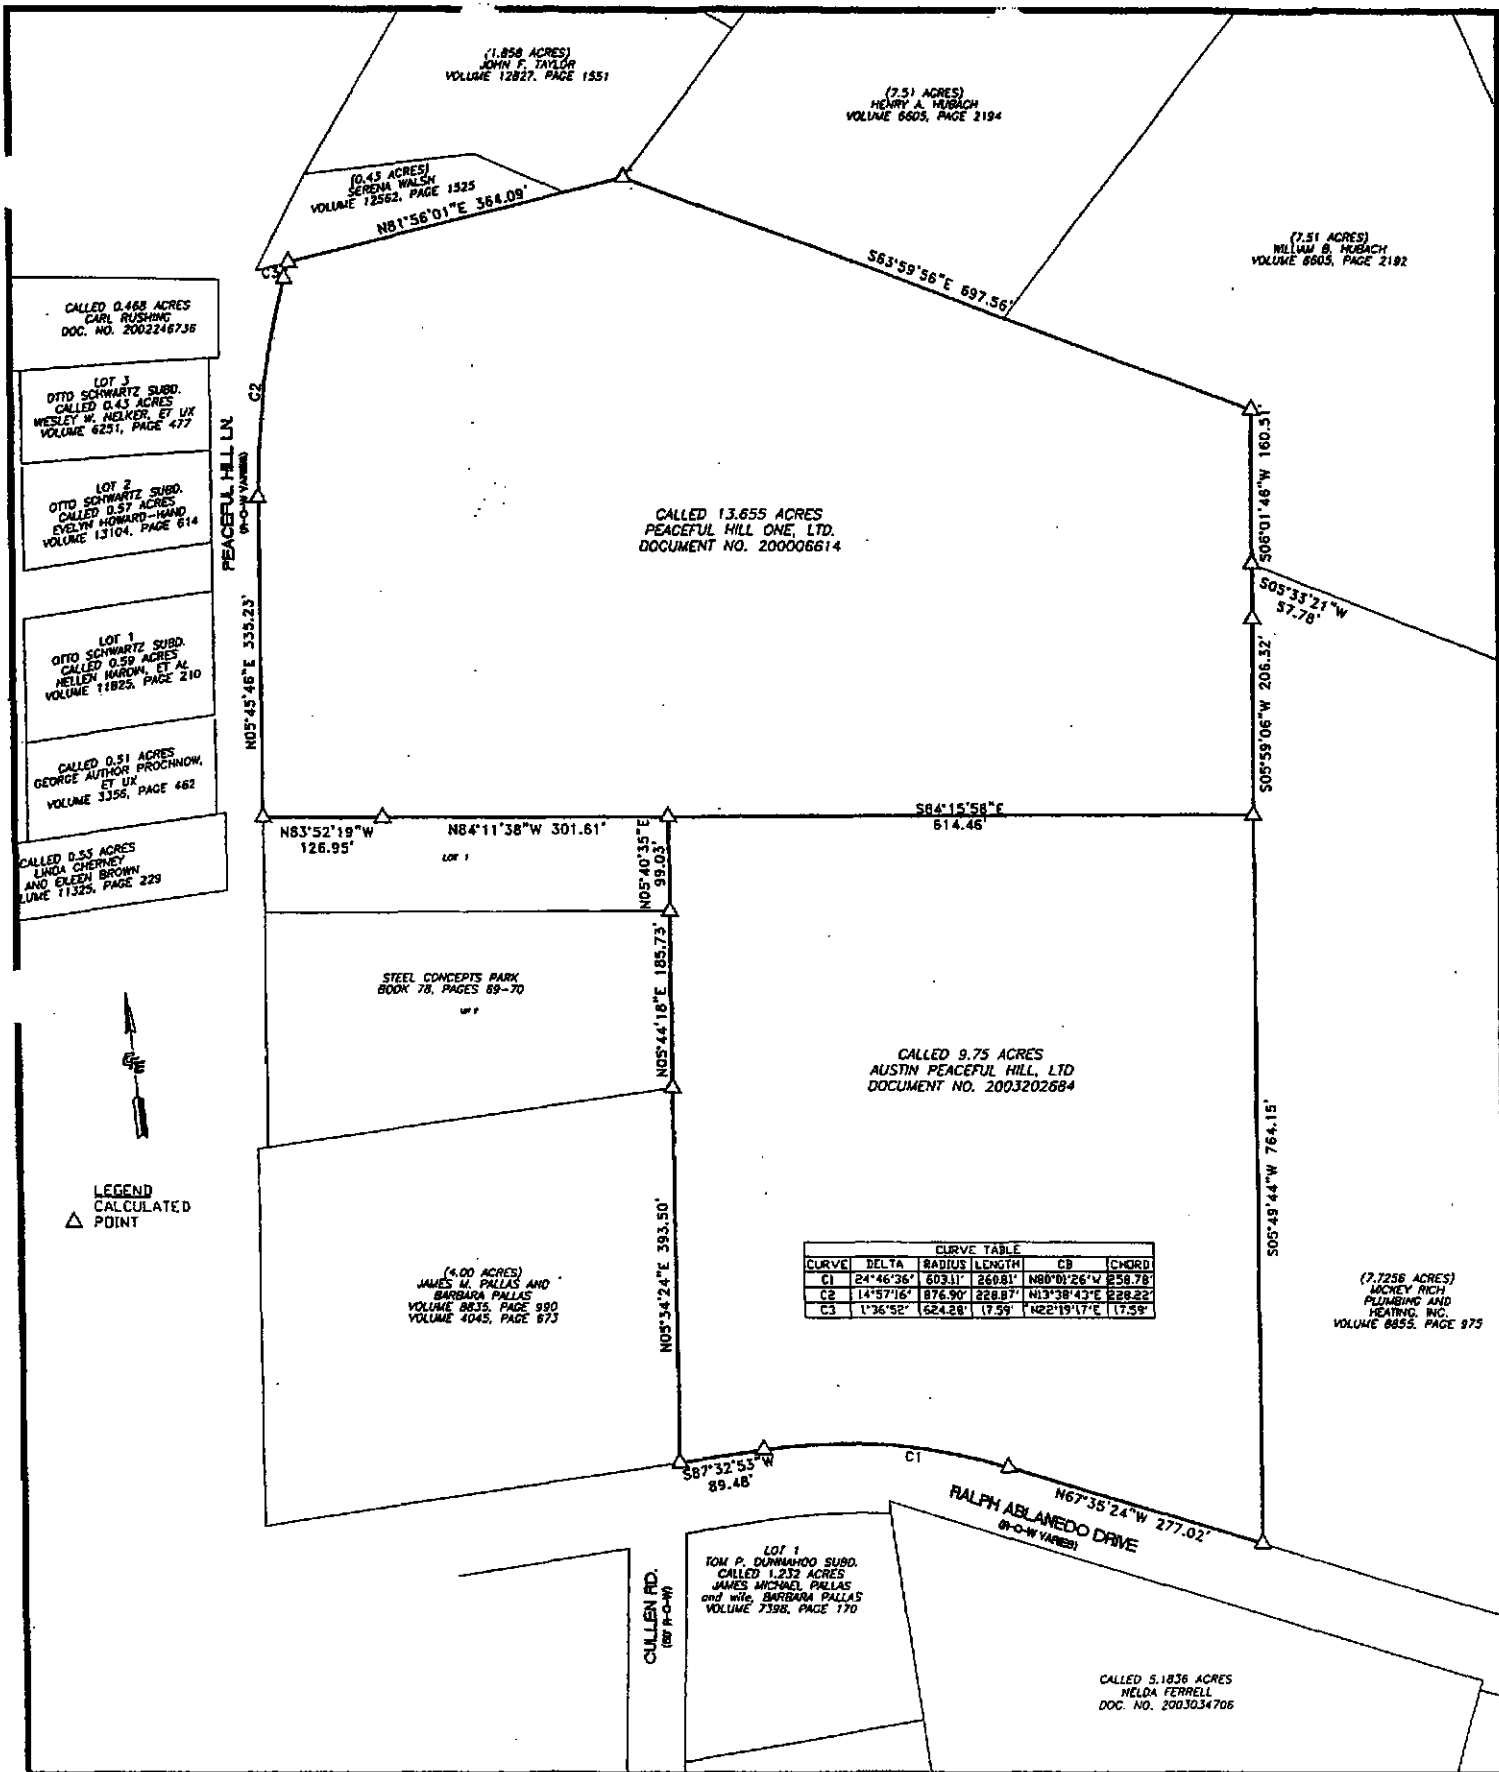 (1.858 ACRES)
JOHN F. TAYLOR
VOLUME 12827, PAGE 1551
(7.51 ACRES)
HENRY A. HUBACH
VOLUME 6605, PAGE 2194
(0.45 ACRES)
SERENA WALSH
VOLUME 12562, PAGE 1525
N81°56'01"E 364.09'
(7.51 ACRES)
WILLIAM B. HUBACH
VOLUME 6605, PAGE 2192
S63°59'56"E 697.56'
C3
CALLED 0.468 ACRES
CARL RUSHING
DOC. NO. 2002246736
LOT 3
OTTO SCHWARTZ SUBD.
CALLED 0.43 ACRES
WESLEY W. HELKER, ET UX
VOLUME 6251, PAGE 477
C2
PEACEFUL HILL LN.
(R-O-W VARIES)
S06°01'46"W 160.51'
LOT 2
OTTO SCHWARTZ SUBD.
CALLED 0.57 ACRES
EVELYN HOWARD-HAND
VOLUME 13104, PAGE 614
CALLED 13.655 ACRES
PEACEFUL HILL ONE, LTD.
DOCUMENT NO. 200006614
S05°33'21"W
57.78'
LOT 1
OTTO SCHWARTZ SUBD.
CALLED 0.59 ACRES
HELLEN HARDIN, ET AL
VOLUME 11825, PAGE 210
N05°45'46"E 335.23'
S05°59'06"W 206.32'
CALLED 0.51 ACRES
GEORGE AUTHOR PROCHNOW,
ET UX
VOLUME 3356, PAGE 462
N83°52'19"W
126.95'
N84°11'38"W 301.61'
S84°15'58"E
614.46'
LOT 1
N05°40'35"E
99.03'
CALLED 0.55 ACRES
LINDA CHERNEY
AND EILEEN BROWN
LUME 11325, PAGE 229
STEEL CONCEPTS PARK
BOOK 78, PAGES 69-70
N05°44'18"E 185.73'
CALLED 9.75 ACRES
AUSTIN PEACEFUL HILL, LTD
DOCUMENT NO. 2003202684
S05°49'44"W 764.15'
LEGEND
CALCULATED
POINT
N05°34'24"E 393.50'
(4.00 ACRES)
JAMES M. PALLAS AND
BARBARA PALLAS
VOLUME 8835, PAGE 990
VOLUME 4045, PAGE 673
CURVE TABLE
CURVE DELTA RADIUS LENGTH CB CHORD
C1 24°46'36" 603.11' 260.81' N80°01'26"W 258.78'
C2 14°57'16" 876.90' 228.87' N13°38'43"E 228.22'
C3 1°36'52" 624.28' 17.59' N22°19'17"E 17.59'
(7.7256 ACRES)
MICKEY RICH
PLUMBING AND
HEATING, INC.
VOLUME 8855, PAGE 975
S87°32'53"W
89.48'
C1
N67°35'24"W 277.02'
RALPH ABLANEDO DRIVE
(R-O-W VARIES)
CULLEN RD.
(60' R-O-W)
LOT 1
TOM P. DUNNAHOO SUBD.
CALLED 1.232 ACRES
JAMES MICHAEL PALLAS
and wife, BARBARA PALLAS
VOLUME 7398, PAGE 170
CALLED 5.1836 ACRES
NELDA FERRELL
DOC. NO. 2003034706